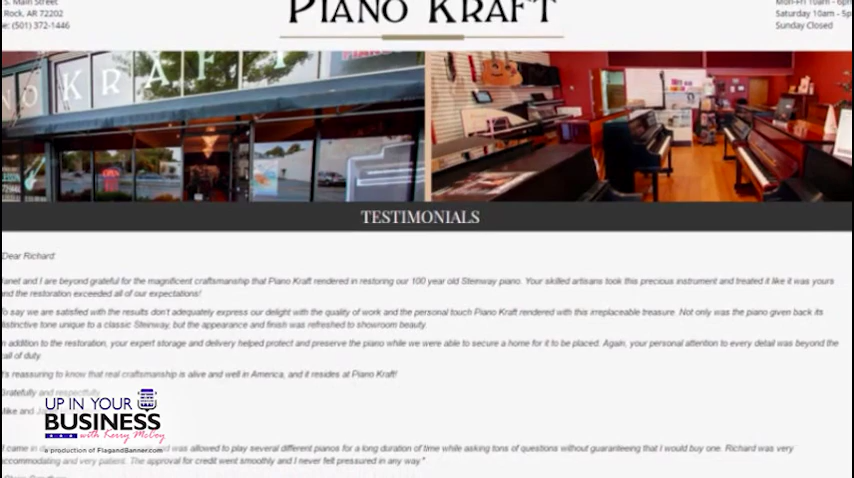 S. Main Street
Rock, AR 72202
e: (501) 372-1446
PIANO KRAFT
Mon-Fri 10am - 6pm
Saturday 10am - 5p
Sunday Closed
NO KRAFT
TESTIMONIALS
Dear Richard
Janet and I are beyond grateful for the magnificent craftsmanship that Piano Kraft rendered in restoring our 100 year old Steinway piano. Your skilled artisans took this precious instrument and treated it like it was yours
and the restoration exceeded all of our expectations!
To say we are satisfied with the results don't adequately express our delight with the quality of work and the personal touch Piano Kraft rendered with this irreplaceable treasure. Not only was the piano given back its
distinctive tone unique to a classic Steinway, but the appearance and finish was refreshed to showroom beauty
n addition to the restoration, your expert storage and delivery helped protect and preserve the piano while we were able to secure a home for it to be placed. Again, your personal attention to every detail was beyond the
call of duty
t's reassuring to know that real craftsmanship is alive and well in America, and it resides at Piano Kraft!
Gratefully and respectfully
Mike and
UP IN YOUR
BUSINESS
with Kerry McCoy
a production of FlagandBanner.com
I came in and was allowed to play several different pianos for a long duration of time while asking tons of questions without guaranteeing that I would buy one. Richard was very
accommodating and very patient. The approval for credit went smoothly and I never felt pressured in any way."